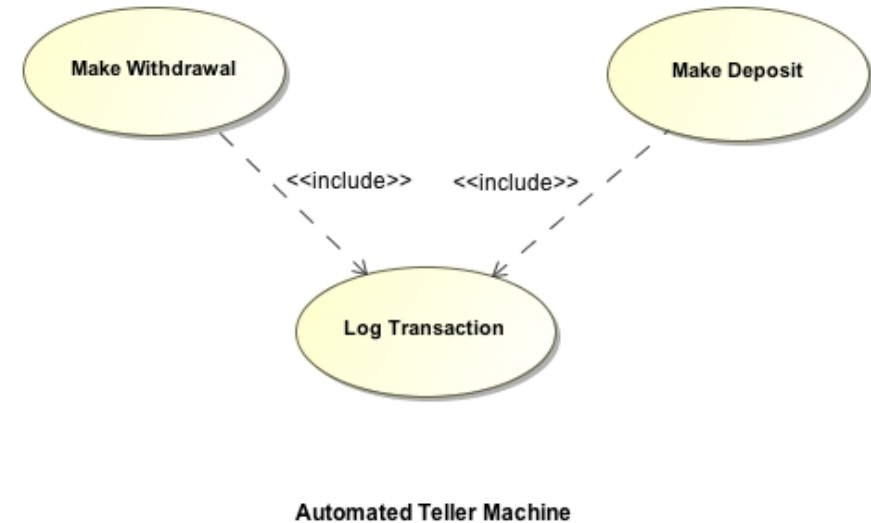 Make Withdrawal
Make Deposit
<<include>>
<<include>>
Log Transaction
Automated Teller Machine